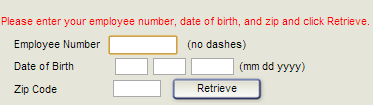 Please enter your employee number, date of birth, and zip and click Retrieve.
Employee Number (no dashes)
Date of Birth (mm dd yyyy)
Zip Code Retrieve